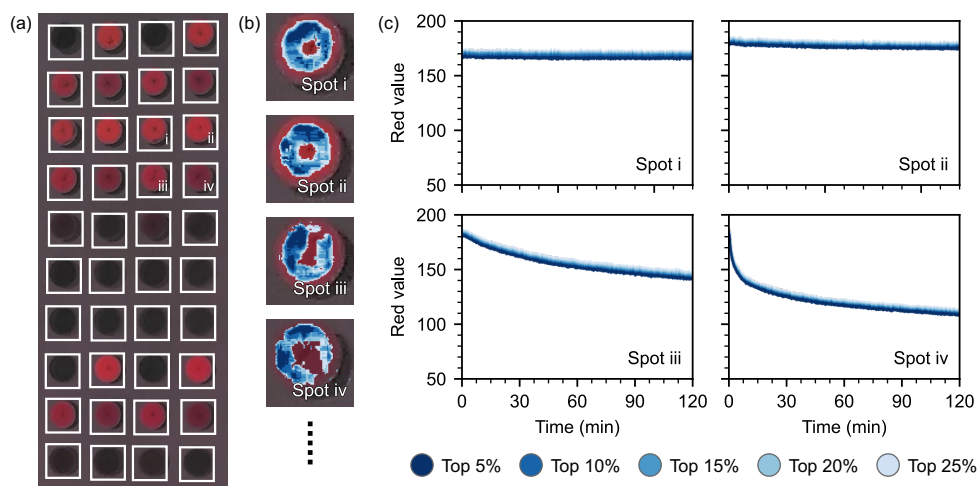 (a)
i
ii
iii
iv
(b)
Spot i
Spot ii
Spot iii
Spot iv
(c)
200
150
100
50
Red value
Spot i
Spot ii
200
150
100
50
Red value
Spot iii
Spot iv
0 30 60 90 120
0 30 60 90 120
Time (min)
Time (min)
Top 5% Top 10% Top 15% Top 20% Top 25%